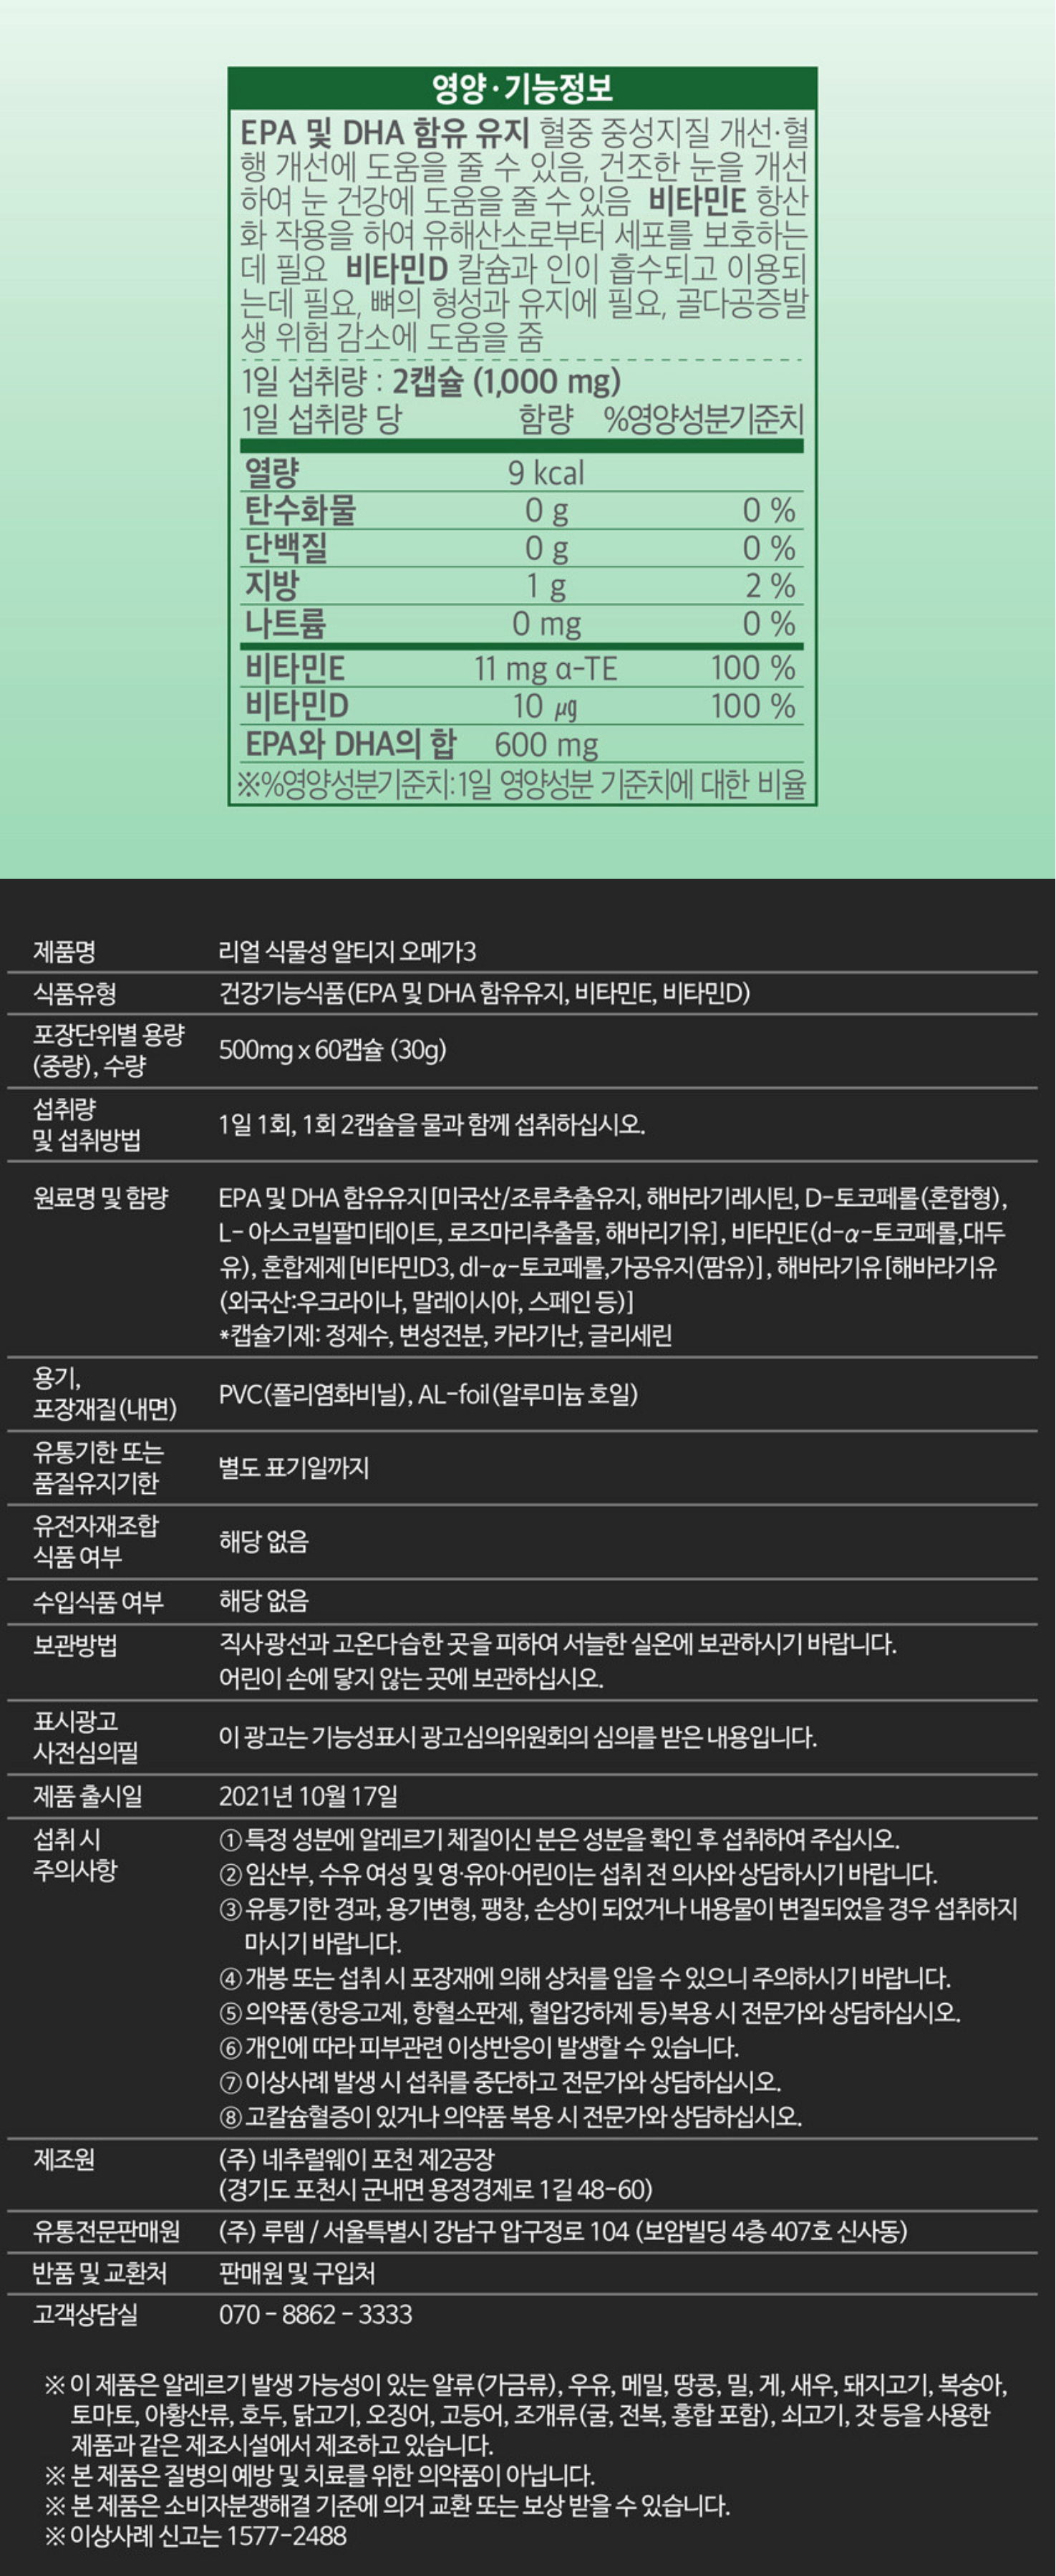 영양·기능정보
EPA 및 DHA 함유 유지 혈중 중성지질 개선·혈
행 개선에 도움을 줄 수 있음, 건조한 눈을 개선
하여 눈 건강에 도움을 줄 수 있음 비타민E 항산
화 작용을 하여 유해산소로부터 세포를 보호하는
데 필요 비타민D 칼슘과 인이 흡수되고 이용되
는데 필요, 뼈의 형성과 유지에 필요, 골다공증발
생 위험 감소에 도움을 줌
1일 섭취량 : 2캡슐 (1,000 mg)
1일 섭취량 당 함량 %영양성분기준치
열량 9 kcal
탄수화물 0 g 0 %
단백질 0 g 0 %
지방 1 g 2 %
나트륨 0 mg 0 %
비타민E 11 mg α-TE 100 %
비타민D 10 ㎍ 100 %
EPA와 DHA의 합 600 mg
※%영양성분기준치:1일 영양성분 기준치에 대한 비율
제품명 리얼 식물성 알티지 오메가3
식품유형 건강기능식품(EPA 및 DHA 함유유지, 비타민E, 비타민D)
포장단위별 용량
(중량), 수량
500mg x 60캡슐 (30g)
섭취량
및 섭취방법
1일 1회, 1회 2캡슐을 물과 함께 섭취하십시오.
원료명 및 함량 EPA 및 DHA 함유유지[미국산/조류추출유지, 해바라기레시틴, D-토코페롤(혼합형),
L- 아스코빌팔미테이트, 로즈마리추출물, 해바리기유], 비타민E(d-α-토코페롤,대두
유), 혼합제제[비타민D3, dl-α-토코페롤,가공유지(팜유)], 해바라기유[해바라기유
(외국산:우크라이나, 말레이시아, 스페인 등)]
*캡슐기제: 정제수, 변성전분, 카라기난, 글리세린
용기,
포장재질(내면)
PVC(폴리염화비닐), AL-foil(알루미늄 호일)
유통기한 또는
품질유지기한
별도 표기일까지
유전자재조합
식품 여부
해당 없음
수입식품 여부 해당 없음
보관방법 직사광선과 고온다습한 곳을 피하여 서늘한 실온에 보관하시기 바랍니다.
어린이 손에 닿지 않는 곳에 보관하십시오.
표시광고
사전심의필
이 광고는 기능성표시 광고심의위원회의 심의를 받은 내용입니다.
제품 출시일 2021년 10월 17일
섭취 시
주의사항
① 특정 성분에 알레르기 체질이신 분은 성분을 확인 후 섭취하여 주십시오.
② 임산부, 수유 여성 및 영·유아·어린이는 섭취 전 의사와 상담하시기 바랍니다.
③ 유통기한 경과, 용기변형, 팽창, 손상이 되었거나 내용물이 변질되었을 경우 섭취하지
마시기 바랍니다.
④ 개봉 또는 섭취 시 포장재에 의해 상처를 입을 수 있으니 주의하시기 바랍니다.
⑤ 의약품(항응고제, 항혈소판제, 혈압강하제 등)복용 시 전문가와 상담하십시오.
⑥ 개인에 따라 피부관련 이상반응이 발생할 수 있습니다.
⑦ 이상사례 발생 시 섭취를 중단하고 전문가와 상담하십시오.
⑧ 고칼슘혈증이 있거나 의약품 복용 시 전문가와 상담하십시오.
제조원 (주) 네추럴웨이 포천 제2공장
(경기도 포천시 군내면 용정경제로 1길 48-60)
유통전문판매원 (주) 루템 / 서울특별시 강남구 압구정로 104 (보암빌딩 4층 407호 신사동)
반품 및 교환처 판매원 및 구입처
고객상담실 070 - 8862 - 3333
※ 이 제품은 알레르기 발생 가능성이 있는 알류(가금류), 우유, 메밀, 땅콩, 밀, 게, 새우, 돼지고기, 복숭아,
토마토, 아황산류, 호두, 닭고기, 오징어, 고등어, 조개류(굴, 전복, 홍합 포함), 쇠고기, 잣 등을 사용한
제품과 같은 제조시설에서 제조하고 있습니다.
※ 본 제품은 질병의 예방 및 치료를 위한 의약품이 아닙니다.
※ 본 제품은 소비자분쟁해결 기준에 의거 교환 또는 보상 받을 수 있습니다.
※ 이상사례 신고는 1577-2488